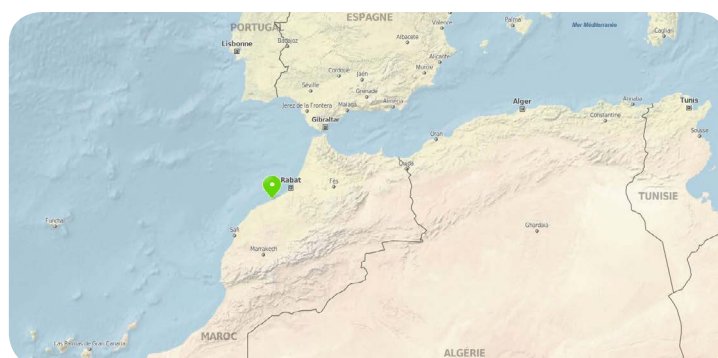 ESPAGNE
PORTUGAL
Valence
Palma
Mer Méditerranée
Cagliari
Lisbonne
Badajoz
Albacete
Alicante
Murcie
Cordoue
Jaén
Séville
Grenade
Jerez de la Frontera
Malaga
Almeria
Alger
Annaba
Tunis
Gibraltar
Constantine
Sousse
Oran
Oujda
Rabat
Fès
TUNISIE
Funchal
Safi
Ghardaïa
Marrakech
MAROC
Las Palmas de Gran Canaria
ALGÉRIE